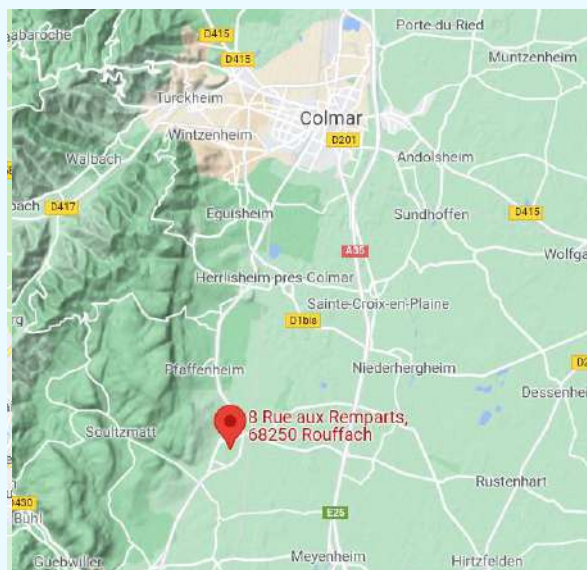 D415
Porte du Ried
Muntzenheim
D415
Turckheim
Colmar
Wintzenheim
D201
Walbach
Andolsheim
D417
Eguisheim
Sundhoffen
D415
A35
Herrlisheim-près-Colmar
Sainte-Croix-en-Plaine
D1bis
Pfaffenheim
Niederhergheim
8 Rue aux Remparts,
68250 Rouffach
Soultzmatt
Rustenhart
D430
Buhl
E25
Guebwiller
Meyenheim
Hirtzfelden